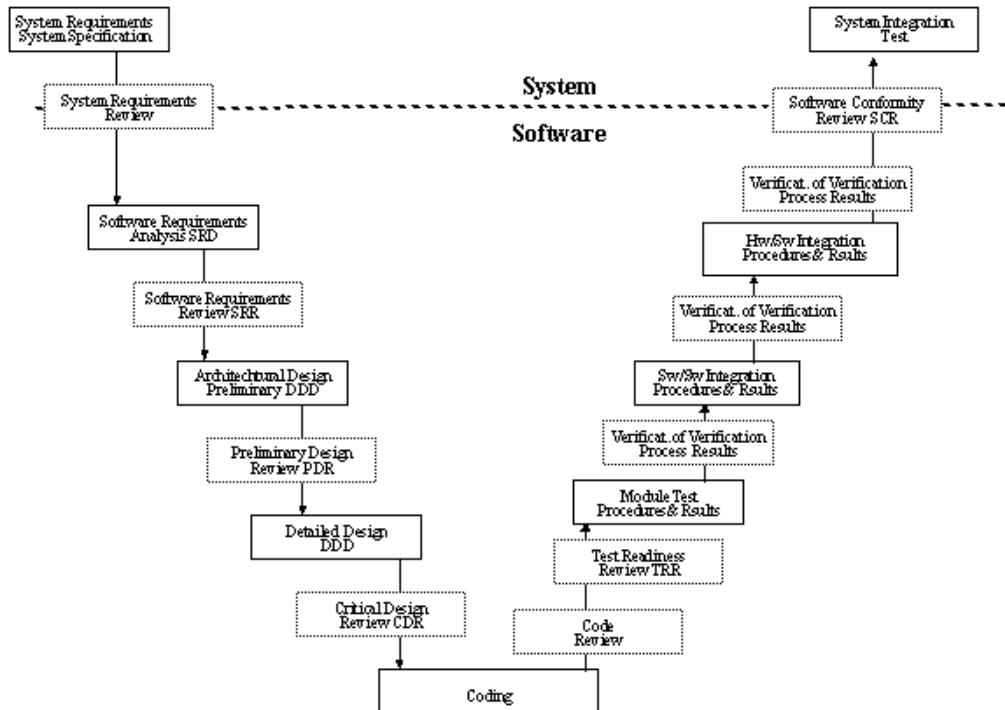 System Requirements
System Specification
System Integration
Test
System Requirements
Review
System
Software
Software Conformity
Review SCR
Verificat. of Verification
Process Results
Software Requirements
Analysis SRD
Hw/Sw Integration
Procedures & Rsults
Software Requirements
Review SRR
Verificat. of Verification
Process Results
Architechtural Design
Preliminary DDD
Sw/Sw Integration
Procedures & Rsults
Preliminary Design
Review PDR
Verificat. of Verification
Process Results
Module Test
Procedures & Rsults
Detailed Design
DDD
Test Readiness
Review TRR
Critical Design
Review CDR
Code
Review
Coding